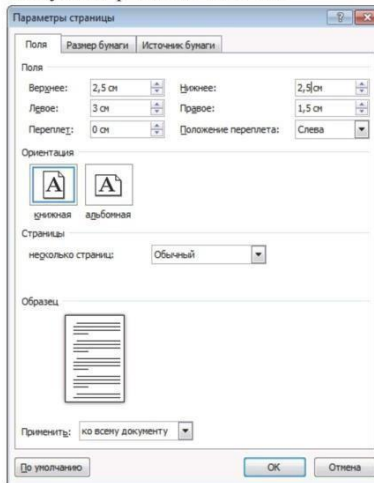 Параметры страницы
Поля Размер бумаги Источник бумаги
Поля
Верхнее: 2,5 см Нижнее: 2,5 см
Левое: 3 см Правое: 1,5 см
Переплет: 0 см Положение переплета: Слева
Ориентация
A A
книжная альбомная
Страницы
несколько страниц: Обычный
Образец
Применить: ко всему документу
По умолчанию ОК Отмена